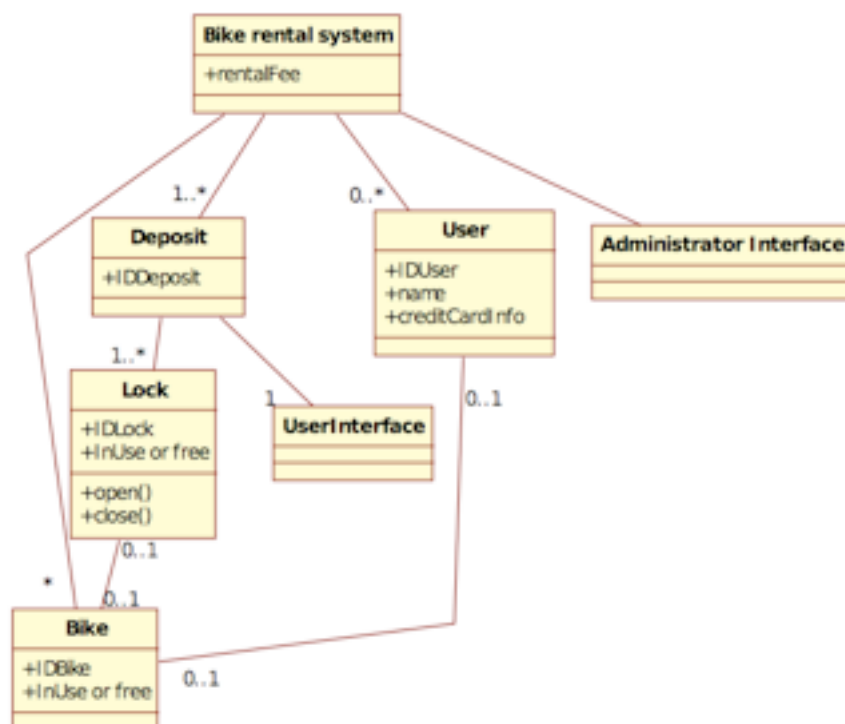 Bike rental system
+rentalFee
1..*
0..*
Deposit
+IDDeposit
User
+IDUser
+name
+creditCardInfo
Administrator Interface
1..*
Lock
+IDLock
+InUse or free
+open()
+close()
1
UserInterface
0..1
0..1
*
0..1
Bike
+IDBike
+InUse or free
0..1